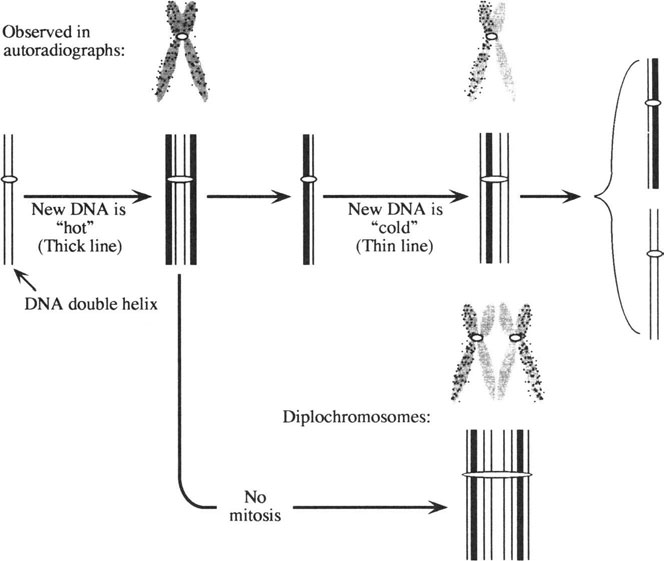 Observed in
autoradiographs:
New DNA is
“hot”
(Thick line)
New DNA is
“cold”
(Thin line)
DNA double helix
Diplochromosomes:
No
mitosis